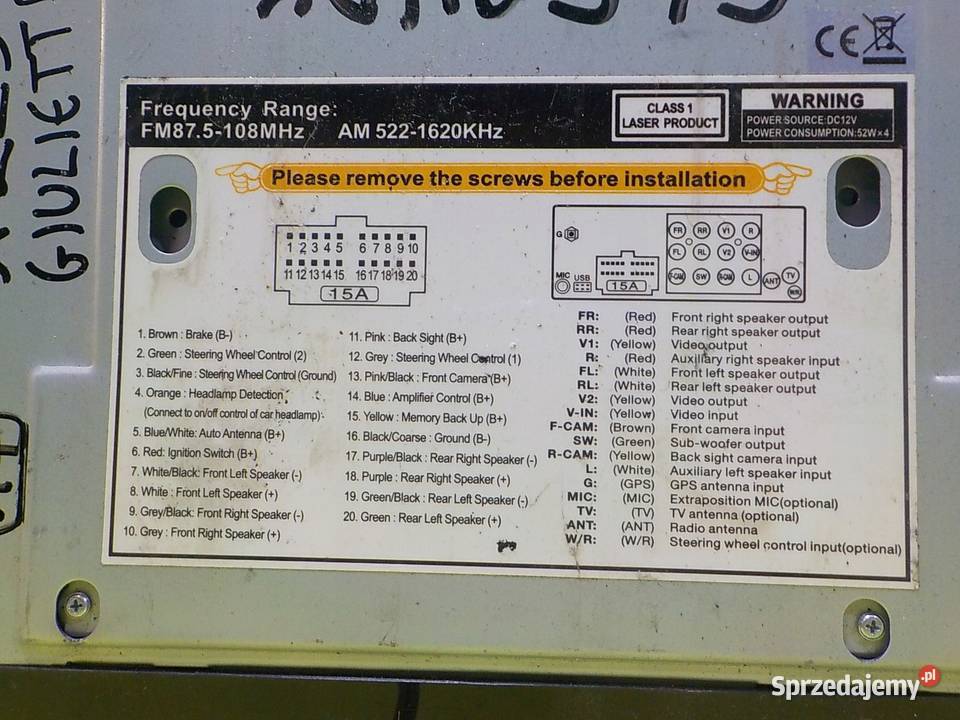 GIULIETT
CE
Frequency Range:
FM87.5-108MHz AM 522-1620KHz
CLASS 1
LASER PRODUCT
WARNING
POWER SOURCE:DC12V
POWER CONSUMPTION:52W×4
Please remove the screws before installation
1 2 3 4 5 6 7 8 9 10
11 12 13 14 15 16 17 18 19 20
15A
FR RR V1 R
G
FL RL V2 V-IN
F-CAM SW R-CAM L ANT TV
MIC USB
15A
W/R
1. Brown : Brake (B-)
2. Green : Steering Wheel Control (2)
3. Black/Fine : Steering Wheel Control (Ground)
4. Orange : Headlamp Detection
(Connect to on/off control of car headlamp)
5. Blue/White: Auto Antenna (B+)
6. Red: Ignition Switch (B+)
7. White/Black: Front Left Speaker (-)
8. White : Front Left Speaker (+)
9. Grey/Black: Front Right Speaker (-)
10. Grey : Front Right Speaker (+)
11. Pink : Back Sight (B+)
12. Grey : Steering Wheel Control (1)
13. Pink/Black : Front Camera (B+)
14. Blue : Amplifier Control (B+)
15. Yellow : Memory Back Up (B+)
16. Black/Coarse : Ground (B-)
17. Purple/Black : Rear Right Speaker (-)
18. Purple : Rear Right Speaker (+)
19. Green/Black : Rear Left Speaker (-)
20. Green : Rear Left Speaker (+)
FR: (Red) Front right speaker output
RR: (Red) Rear right speaker output
V1: (Yellow) Video output
R: (Red) Auxiliary right speaker input
FL: (White) Front left speaker output
RL: (White) Rear left speaker output
V2: (Yellow) Video output
V-IN: (Yellow) Video input
F-CAM: (Brown) Front camera input
SW: (Green) Sub-woofer output
R-CAM: (Yellow) Back sight camera input
L: (White) Auxiliary left speaker input
G: (GPS) GPS antenna input
MIC: (MIC) Extraposition MIC(optional)
TV: (TV) TV antenna (optional)
ANT: (ANT) Radio antenna
W/R: (W/R) Steering wheel control input(optional)
Sprzedajemy.pl